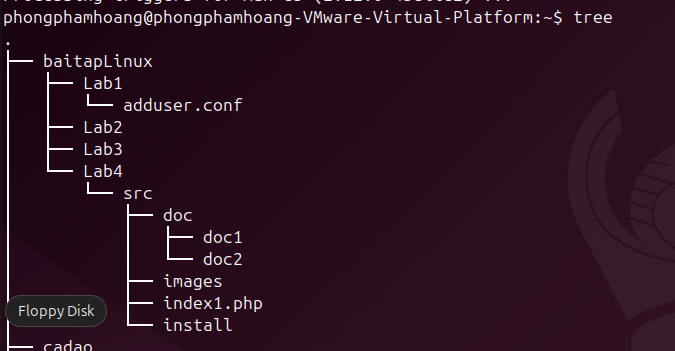 phongphamhoang@phongphamhoang-VMware-Virtual-Platform:~$ tree
.
├── baitapLinux
│   ├── Lab1
│   │   └── adduser.conf
│   ├── Lab2
│   ├── Lab3
│   └── Lab4
│       └── src
│           ├── doc
│           │   ├── doc1
│           │   └── doc2
│           ├── images
│           ├── index1.php
Floppy Disk
│           └── install
├── cadao